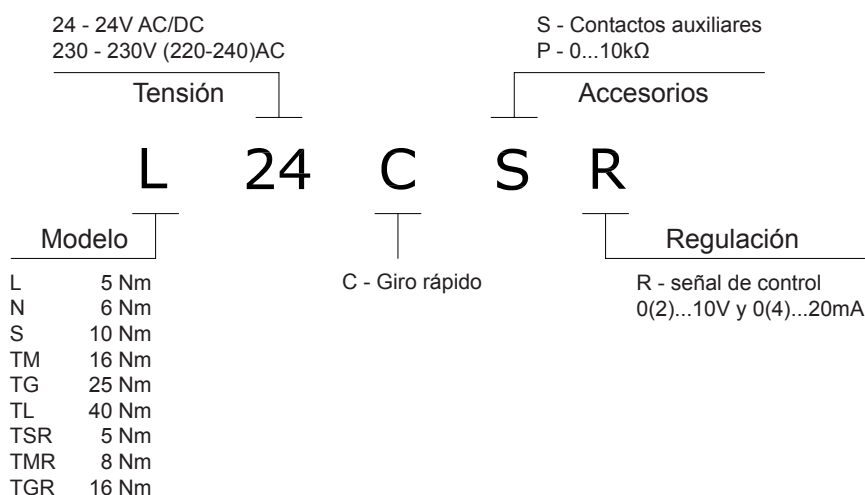 24 - 24V AC/DC
230 - 230V (220-240)AC
Tensión
S - Contactos auxiliares
P - 0...10kΩ
Accesorios
L 24 C S R
Modelo
L 5 Nm
N 6 Nm
S 10 Nm
TM 16 Nm
TG 25 Nm
TL 40 Nm
TSR 5 Nm
TMR 8 Nm
TGR 16 Nm
C - Giro rápido
Regulación
R - señal de control
0(2)...10V y 0(4)...20mA